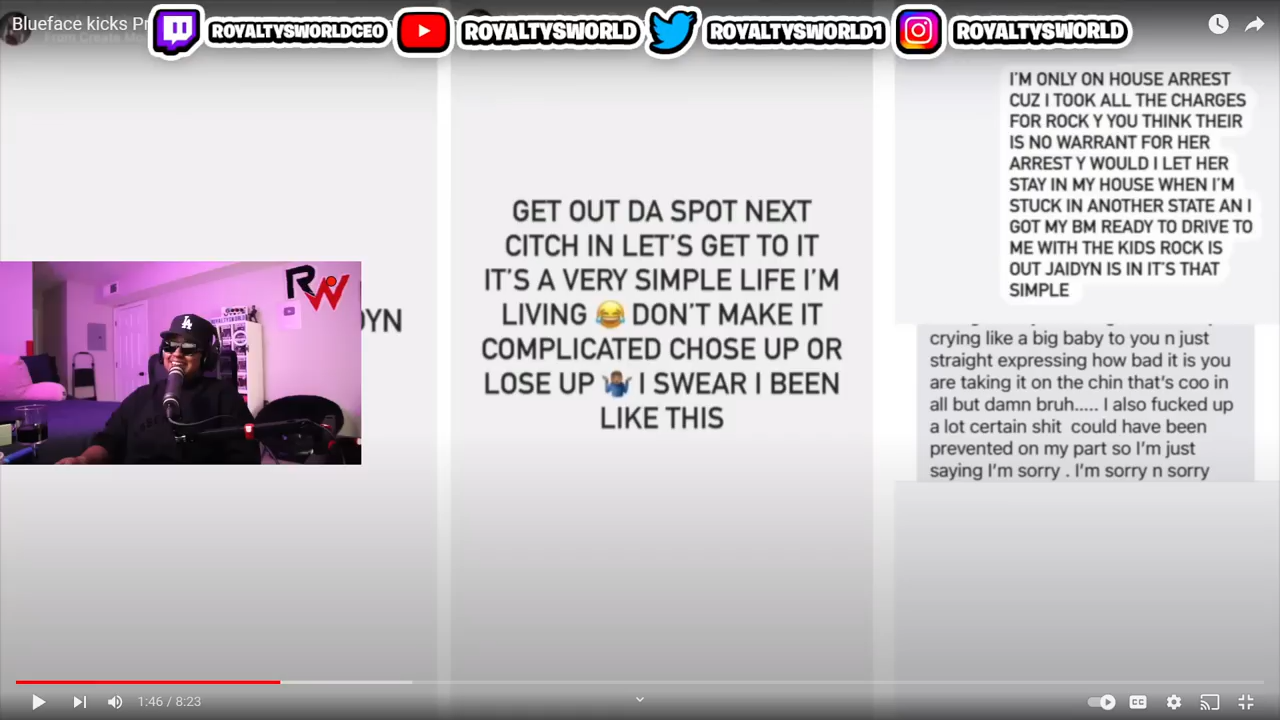 Blueface kicks Pr
ROYALTYSWORLDCEO
ROYALTYSWORLD
ROYALTYSWORLD1
ROYALTYSWORLD
DYN
RW
LA
GET OUT DA SPOT NEXT
CITCH IN LET'S GET TO IT
IT'S A VERY SIMPLE LIFE I'M
LIVING 😂 DON'T MAKE IT
COMPLICATED CHOSE UP OR
LOSE UP 🤷🏾‍♂️ I SWEAR I BEEN
LIKE THIS
I'M ONLY ON HOUSE ARREST
CUZ I TOOK ALL THE CHARGES
FOR ROCK Y YOU THINK THEIR
IS NO WARRANT FOR HER
ARREST Y WOULD I LET HER
STAY IN MY HOUSE WHEN I'M
STUCK IN ANOTHER STATE AN I
GOT MY BM READY TO DRIVE TO
ME WITH THE KIDS ROCK IS
OUT JAIDYN IS IN IT'S THAT
SIMPLE
crying like a big baby to you n just
straight expressing how bad it is you
are taking it on the chin that's coo in
all but damn bruh..... I also fucked up
a lot certain shit could have been
prevented on my part so I'm just
saying I'm sorry . I'm sorry n sorry
1:46 / 8:23
CC